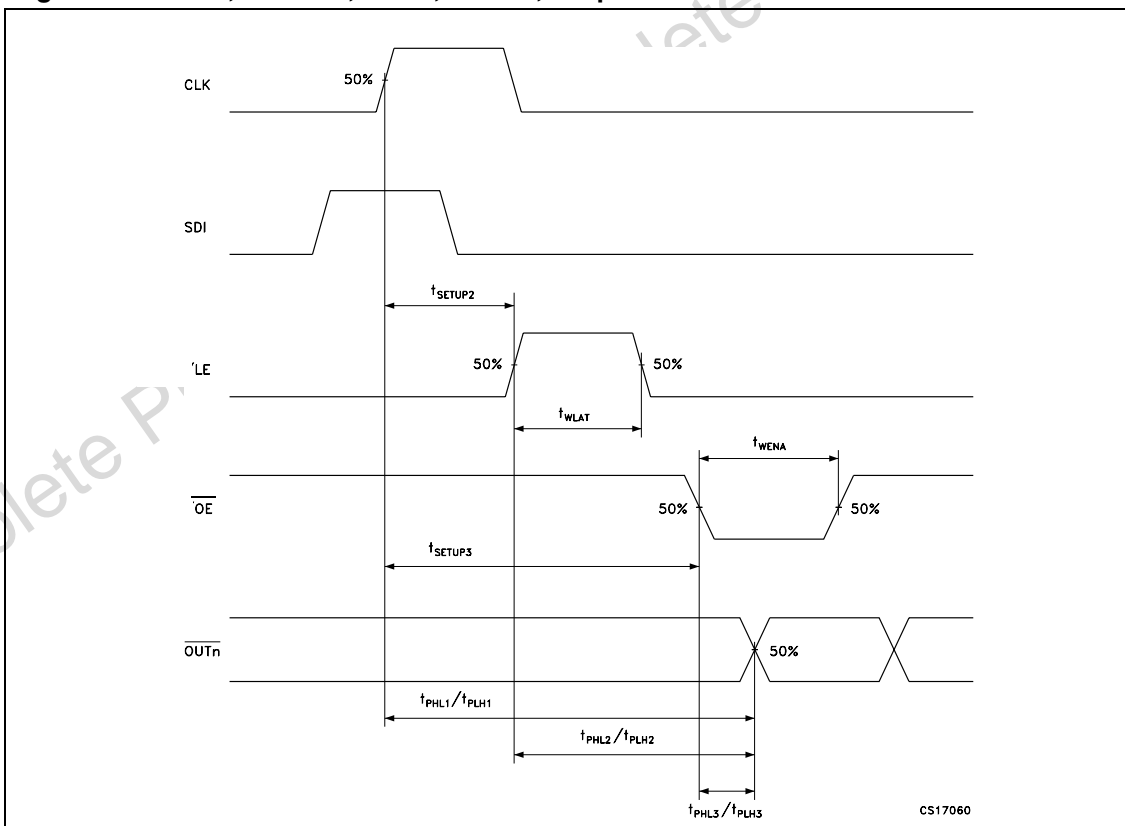 CLK
50%
SDI
tSETUP2
50%
50%
LE
tWLAT
tWENA
OE
50%
50%
tSETUP3
OUTn
50%
tPHL1/tPLH1
tPHL2/tPLH2
tPHL3/tPLH3
CS17060